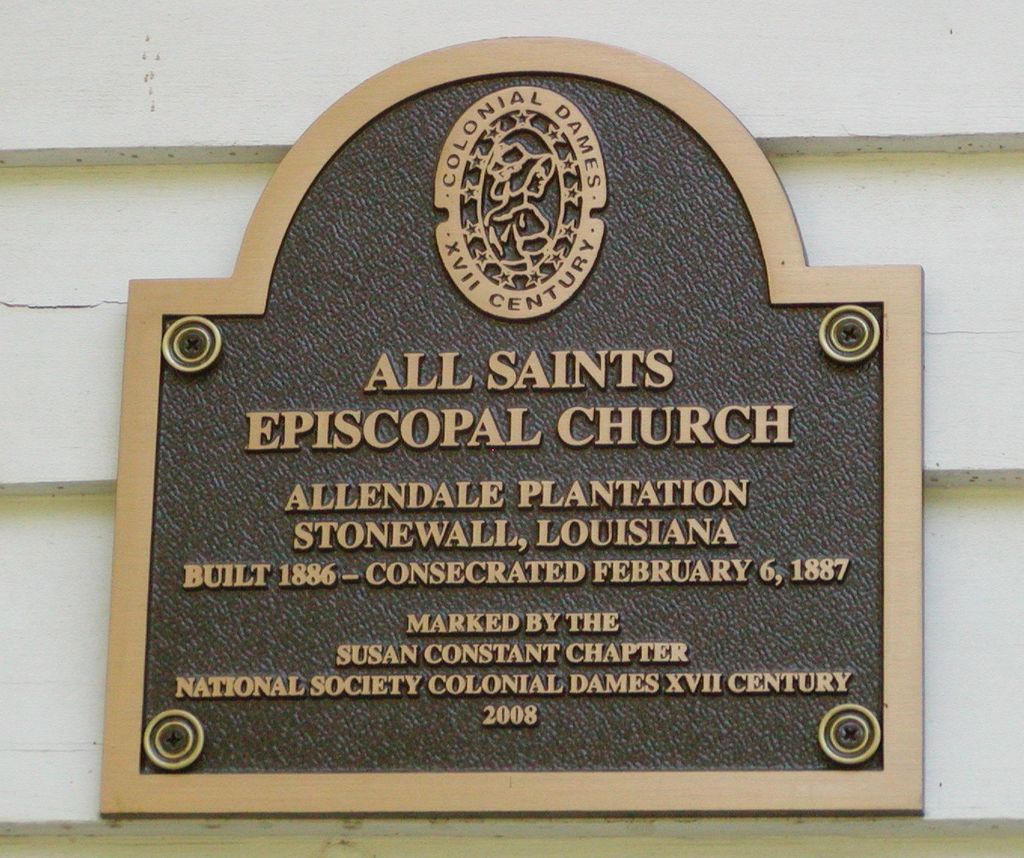 COLONIAL DAMES
XVII CENTURY
ALL SAINTS
EPISCOPAL CHURCH
ALLENDALE PLANTATION
STONEWALL, LOUISIANA
BUILT 1886 – CONSECRATED FEBRUARY 6, 1887
MARKED BY THE
SUSAN CONSTANT CHAPTER
NATIONAL SOCIETY COLONIAL DAMES XVII CENTURY
2008